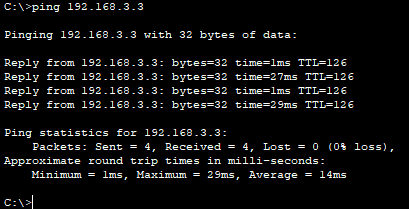 C:\>ping 192.168.3.3
Pinging 192.168.3.3 with 32 bytes of data:
Reply from 192.168.3.3: bytes=32 time=1ms TTL=126
Reply from 192.168.3.3: bytes=32 time=27ms TTL=126
Reply from 192.168.3.3: bytes=32 time=1ms TTL=126
Reply from 192.168.3.3: bytes=32 time=29ms TTL=126
Ping statistics for 192.168.3.3:
    Packets: Sent = 4, Received = 4, Lost = 0 (0% loss),
Approximate round trip times in milli-seconds:
    Minimum = 1ms, Maximum = 29ms, Average = 14ms
C:\>